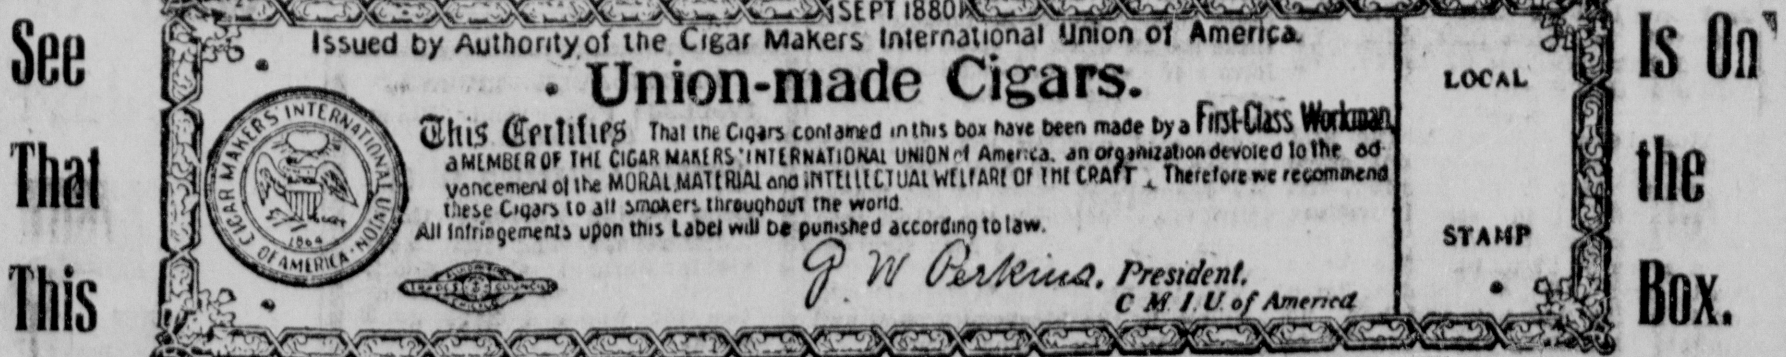 See
That
This
SEPT 1880
Issued by Authority of the Cigar Makers International Union of America.
Union-made Cigars.
This Certifies That the Cigars contained in this box have been made by a First-Class Workman,
a MEMBER OF THE CIGAR MAKERS' INTERNATIONAL UNION of America, an organization devoted to the ad-
vancement of the MORAL MATERIAL and INTELLECTUAL WELFARE OF THE CRAFT. Therefore we recommend
these Cigars to all smokers throughout the world.
All Infringements upon this Label will be punished according to law.
G. W. Perkins, President,
C M I U of America
CIGAR MAKERS INTERNATIONAL UNION
OF AMERICA
1864
LOCAL
STAMP
Is On
the
Box.